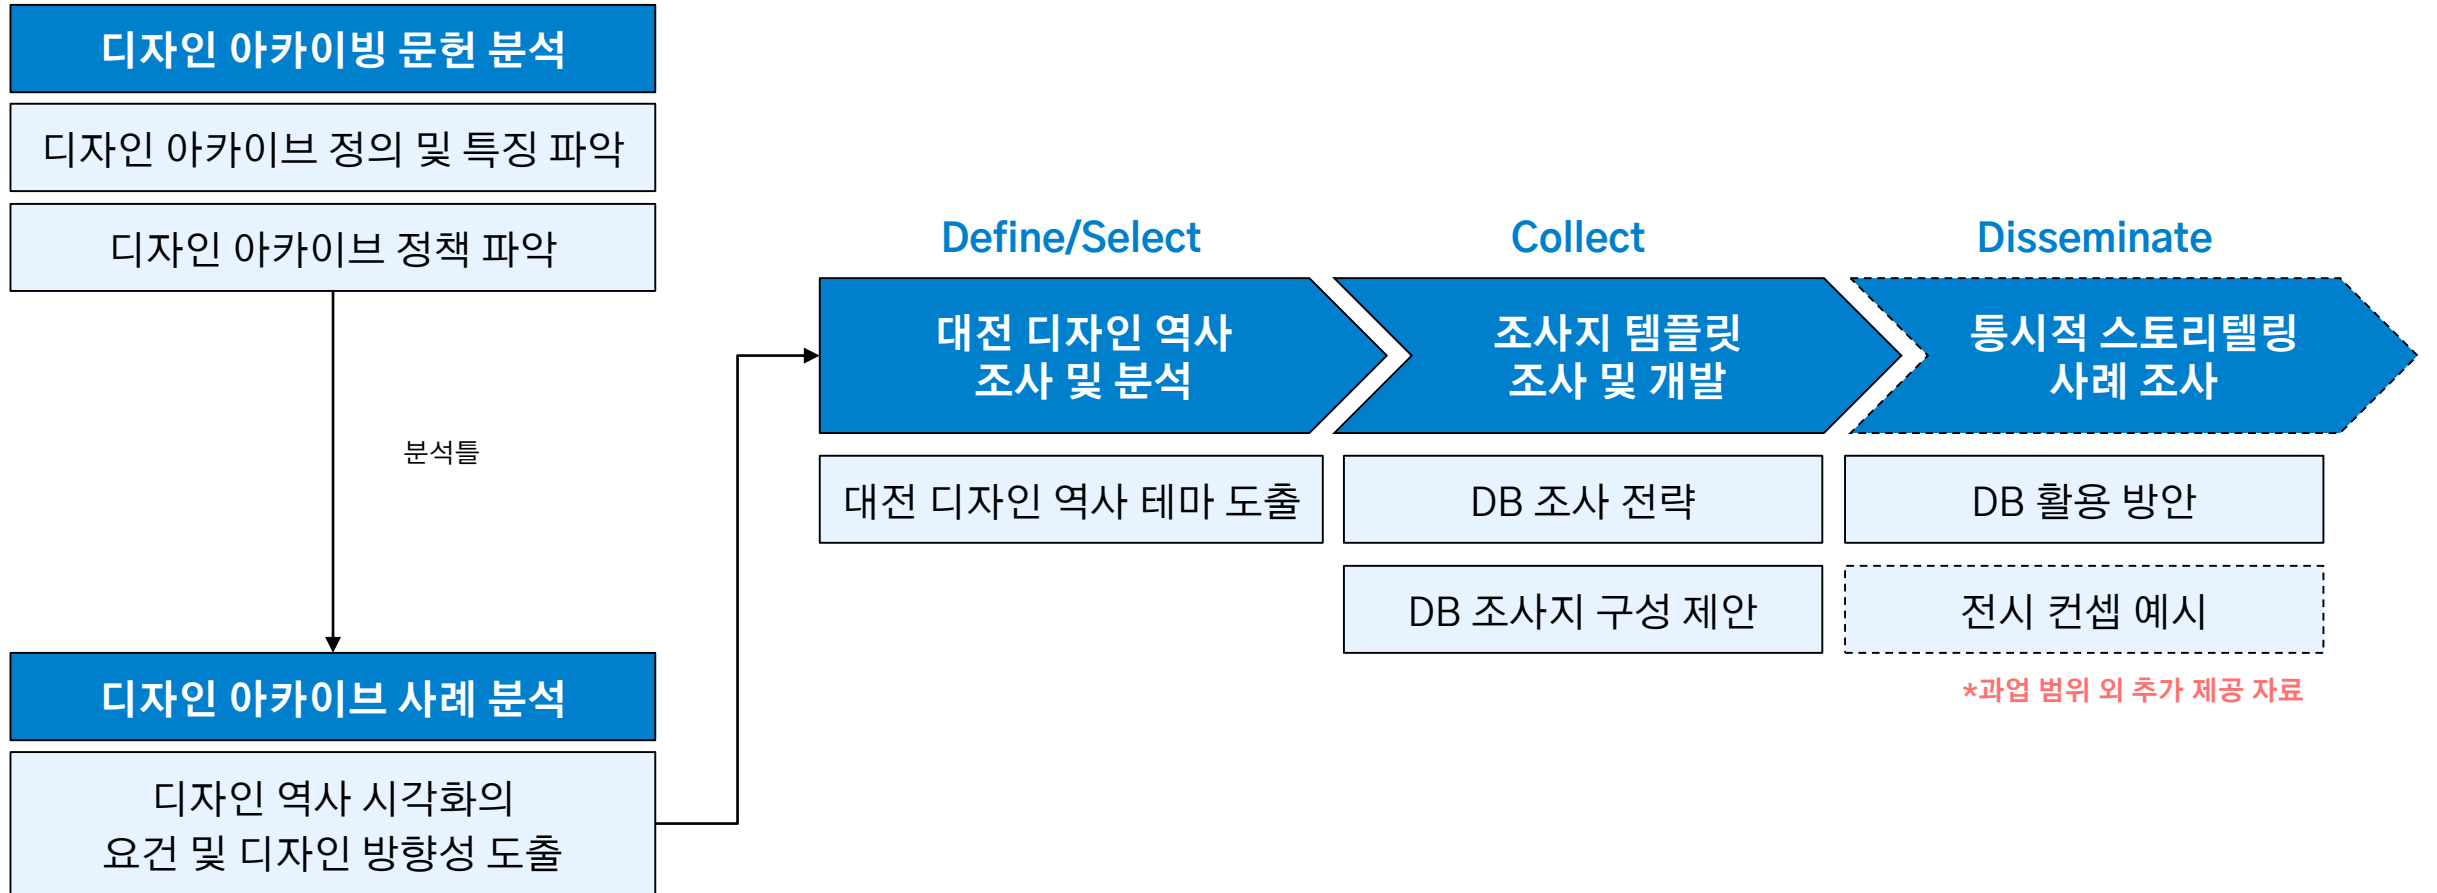 디자인 아카이빙 문헌 분석
디자인 아카이브 정의 및 특징 파악
디자인 아카이브 정책 파악
분석틀
디자인 아카이브 사례 분석
디자인 역사 시각화의
요건 및 디자인 방향성 도출
Define/Select
대전 디자인 역사
조사 및 분석
대전 디자인 역사 테마 도출
Collect
조사지 템플릿
조사 및 개발
DB 조사 전략
DB 조사지 구성 제안
Disseminate
통시적 스토리텔링
사례 조사
DB 활용 방안
전시 컨셉 예시
*과업 범위 외 추가 제공 자료